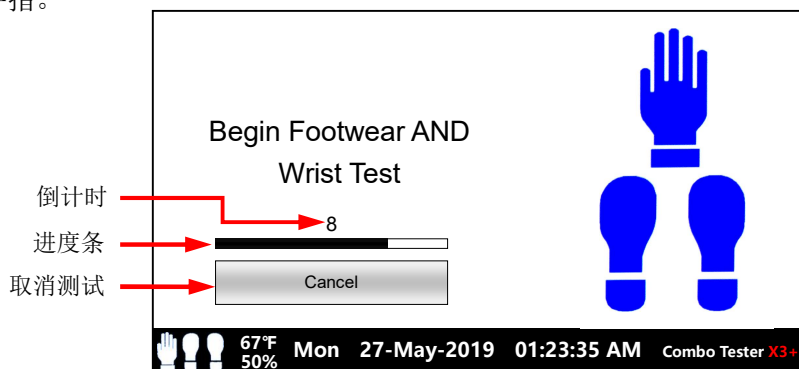 指。
Begin Footwear AND
Wrist Test
倒计时
8
进度条
取消测试
Cancel
67℉
50%
Mon 27-May-2019 01:23:35 AM Combo Tester X3+